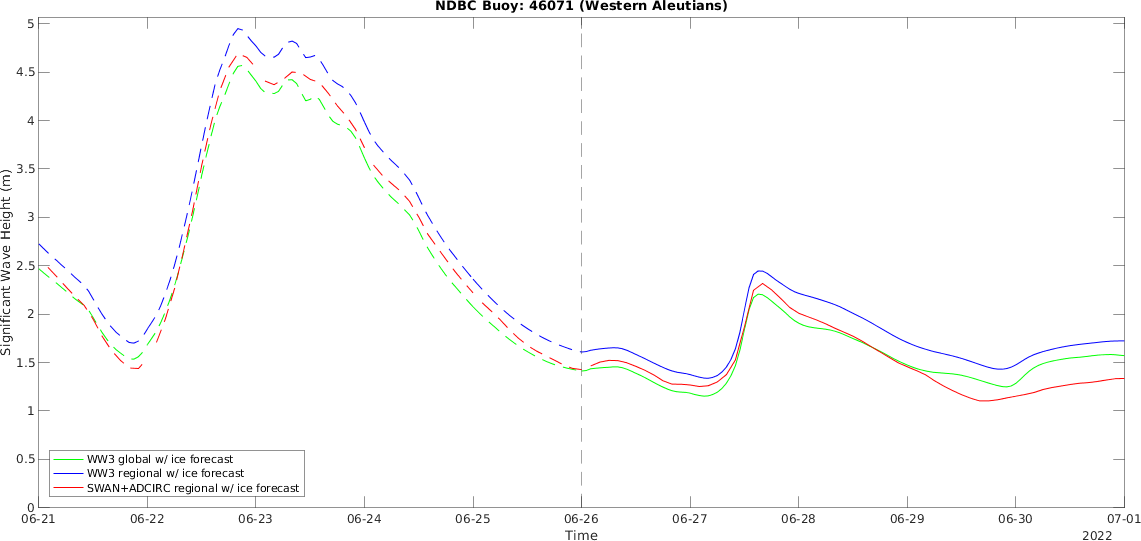 NDBC Buoy: 46071 (Western Aleutians)
5
4.5
4
3.5
3
2.5
2
1.5
1
0.5
0
Significant Wave Height (m)
WW3 global w/ ice forecast
WW3 regional w/ ice forecast
SWAN+ADCIRC regional w/ ice forecast
06-21 06-22 06-23 06-24 06-25 06-26 06-27 06-28 06-29 06-30 07-01
Time
2022